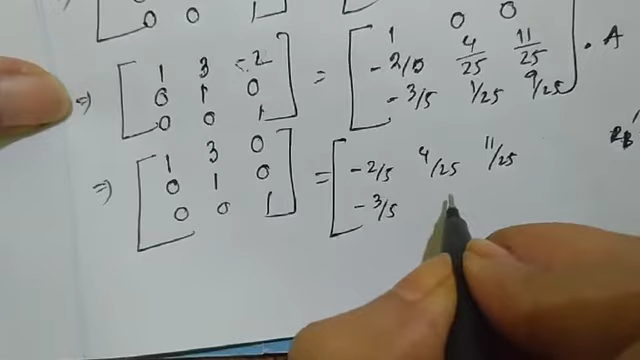 0 0
⇒ [1 3 -2] = [1 0 0]
[0 1 0] [-2/5 4/25 11/25] . A
[0 0 1] [-3/5 1/25 9/25]
⇒ [1 3 0] = [
[0 1 0] -2/5 4/25 11/25
[0 0 1] -3/5